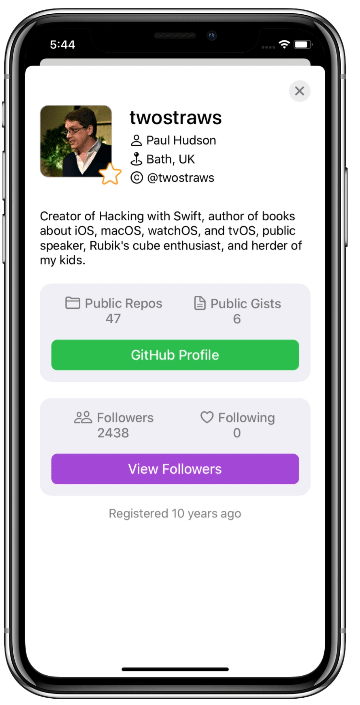 5:44
twostraws
Paul Hudson
Bath, UK
@twostraws
Creator of Hacking with Swift, author of books
about iOS, macOS, watchOS, and tvOS, public
speaker, Rubik's cube enthusiast, and herder of
my kids.
Public Repos Public Gists
47 6
GitHub Profile
Followers Following
2438 0
View Followers
Registered 10 years ago